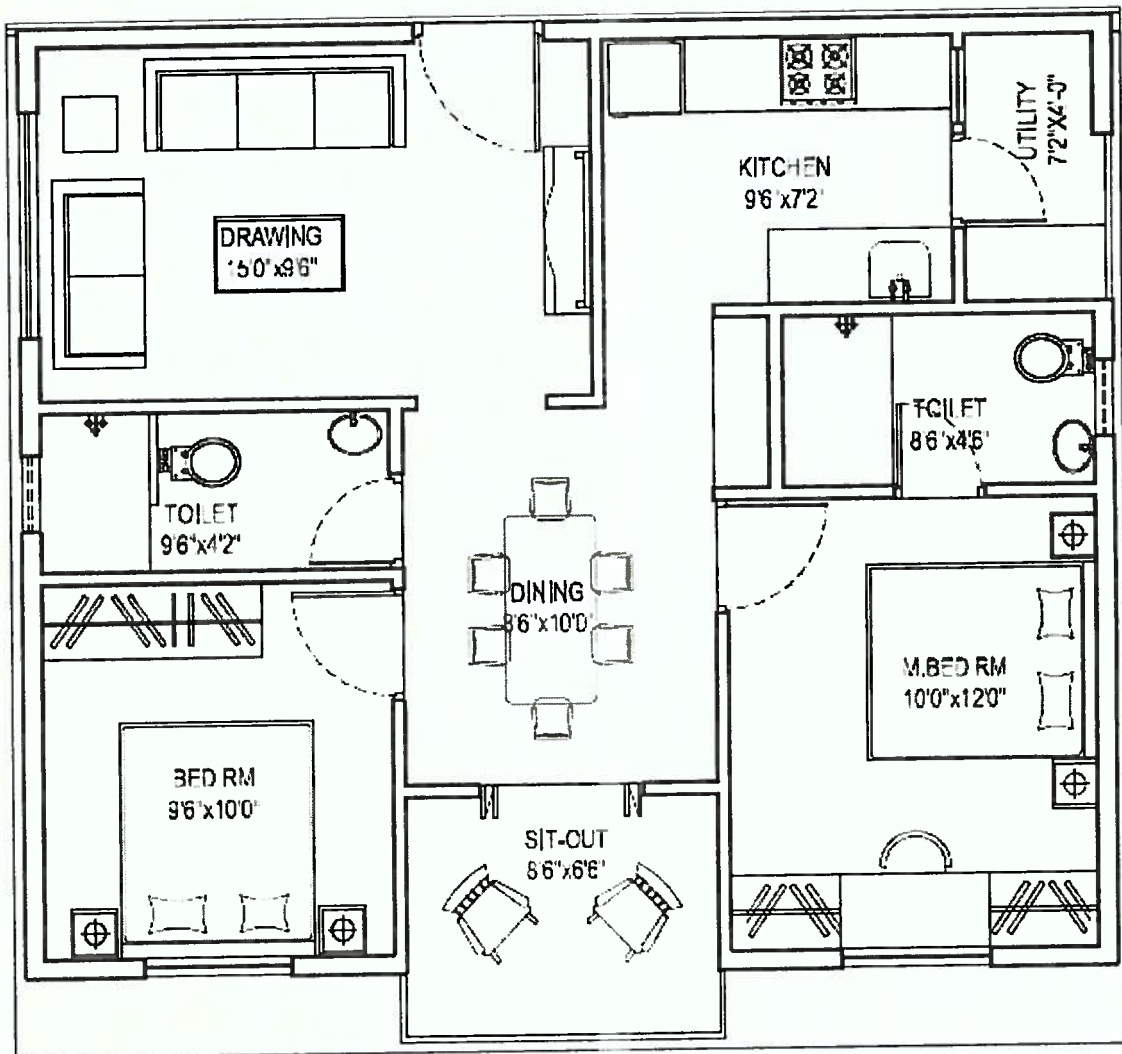 DRAWING
15'0"x9'6"
KITCHEN
9'6"x7'2"
UTILITY
7'2"X4'-0"
TOILET
8'6"x4'6"
TOILET
9'6"x4'2"
DINING
8'6"x10'0"
M.BED RM
10'0"x12'0"
BED RM
9'6"x10'0"
SIT-OUT
8'6"x6'6"